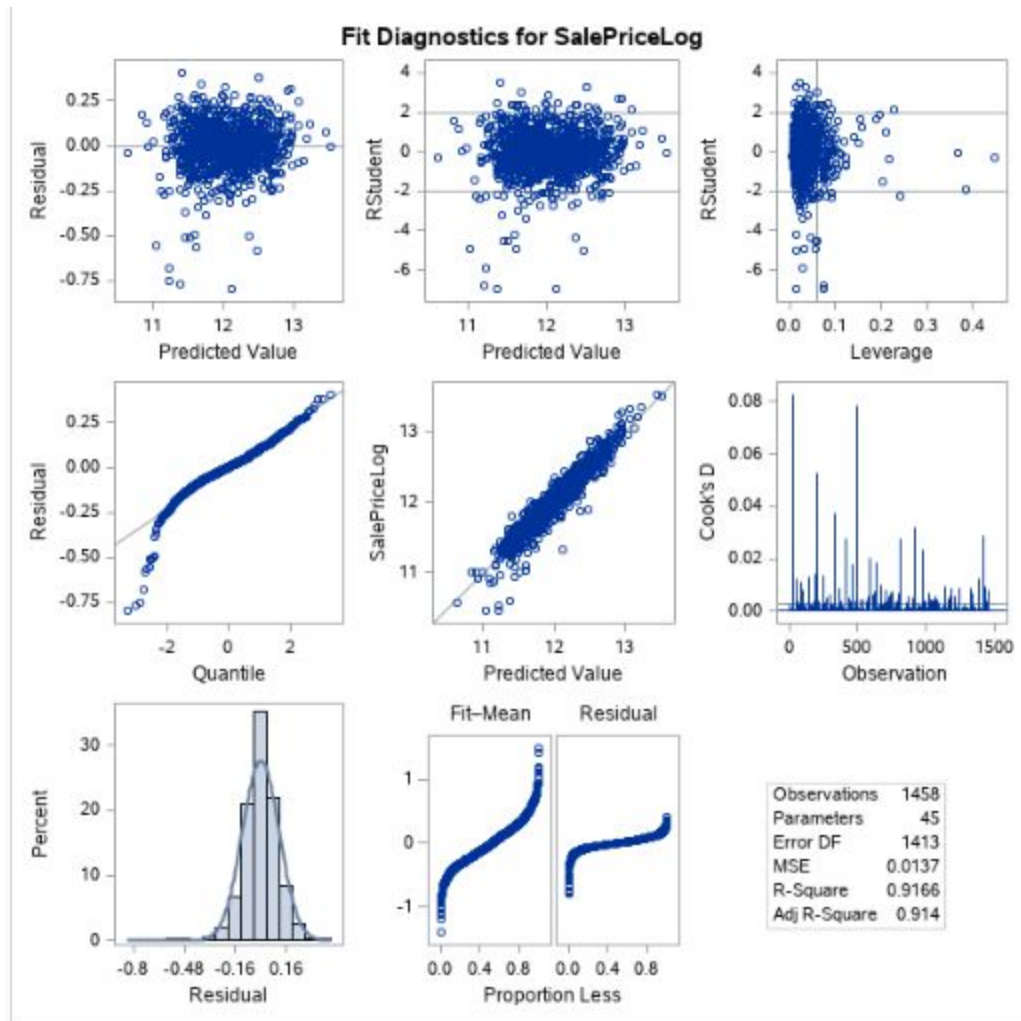 Fit Diagnostics for SalePriceLog
Residual
0.25
0.00
-0.25
-0.50
-0.75
11 12 13
Predicted Value
RStudent
4
2
0
-2
-4
-6
11 12 13
Predicted Value
RStudent
4
2
0
-2
-4
-6
0.0 0.1 0.2 0.3 0.4
Leverage
Residual
0.25
0.00
-0.25
-0.50
-0.75
-2 0 2
Quantile
SalePriceLog
13
12
11
11 12 13
Predicted Value
Cook's D
0.08
0.06
0.04
0.02
0.00
0 500 1000 1500
Observation
Percent
30
20
10
0
-0.8 -0.48 -0.16 0.16
Residual
Fit–Mean Residual
1
0
-1
0.0 0.4 0.8 0.0 0.4 0.8
Proportion Less
Observations 1458
Parameters 45
Error DF 1413
MSE 0.0137
R-Square 0.9166
Adj R-Square 0.914